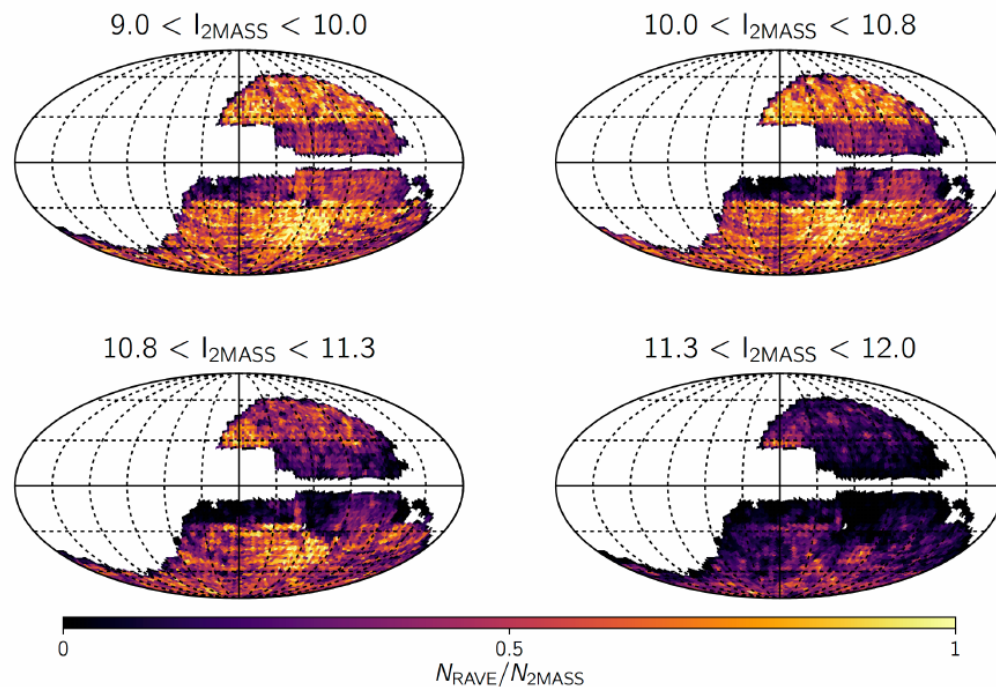 9.0 < I2MASS < 10.0
10.0 < I2MASS < 10.8
10.8 < I2MASS < 11.3
11.3 < I2MASS < 12.0
0 0.5 1
NRAVE/N2MASS